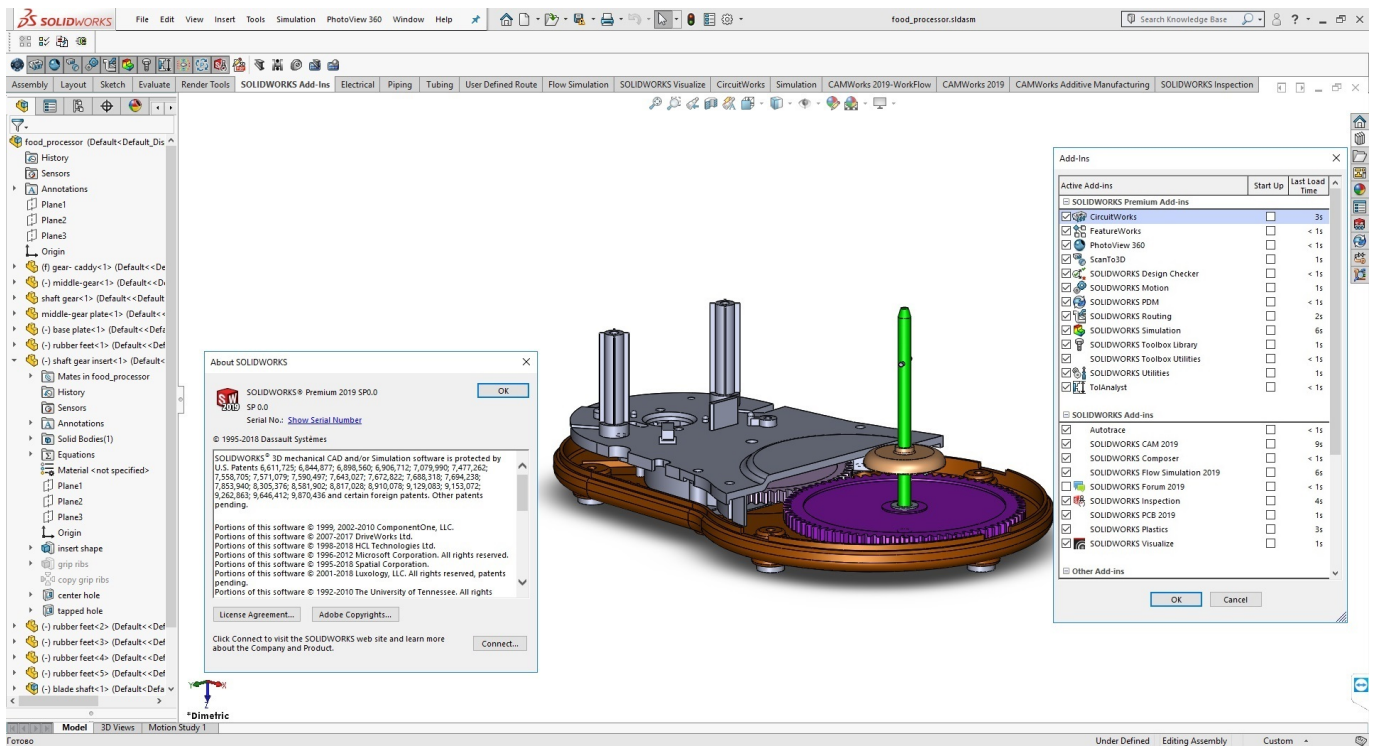 SOLIDWORKS File Edit View Insert Tools Simulation PhotoView 360 Window Help food_processor.sldasm Search Knowledge Base ?
Assembly Layout Sketch Evaluate Render Tools SOLIDWORKS Add-Ins Electrical Piping Tubing User Defined Route Flow Simulation SOLIDWORKS Visualize CircuitWorks Simulation CAMWorks 2019-WorkFlow CAMWorks 2019 CAMWorks Additive Manufacturing SOLIDWORKS Inspection
food_processor (Default<Default_Dis
History
Sensors
Annotations
Plane1
Plane2
Plane3
Origin
(f) gear- caddy<1> (Default<<De
(-) middle-gear<1> (Default<<D
shaft gear<1> (Default<<Default
middle-gear plate<1> (Default<<
(-) base plate<1> (Default<<Defa
(-) rubber feet<1> (Default<<Def
(-) shaft gear insert<1> (Default<
Mates in food_processor
History
Sensors
Annotations
Solid Bodies(1)
Equations
Material <not specified>
Plane1
Plane2
Plane3
Origin
insert shape
grip ribs
copy grip ribs
center hole
tapped hole
(-) rubber feet<2> (Default<<Def
(-) rubber feet<3> (Default<<Def
(-) rubber feet<4> (Default<<Def
(-) rubber feet<5> (Default<<Def
(-) blade shaft<1> (Default<Defa
About SOLIDWORKS
SW 2019
SOLIDWORKS® Premium 2019 SP0.0
OK
SP 0.0
Serial No.: Show Serial Number
© 1995-2018 Dassault Systèmes
SOLIDWORKS® 3D mechanical CAD and/or Simulation software is protected by
U.S. Patents 6,611,725; 6,844,877; 6,898,560; 6,906,712; 7,079,990; 7,477,262;
7,558,705; 7,571,079; 7,590,497; 7,643,027; 7,672,822; 7,688,318; 7,694,238;
7,853,940; 8,305,376; 8,581,902; 8,817,028; 8,910,078; 9,129,083; 9,153,072;
9,262,863; 9,646,412; 9,870,436 and certain foreign patents. Other patents
pending.
Portions of this software © 1999, 2002-2010 ComponentOne, LLC.
Portions of this software © 2007-2017 DriveWorks Ltd.
Portions of this software © 1998-2018 HCL Technologies Ltd.
Portions of this software © 1996-2012 Microsoft Corporation. All rights reserved.
Portions of this software © 1995-2018 Spatial Corporation.
Portions of this software © 2001-2018 Luxology, LLC. All rights reserved, patents
pending.
Portions of this software © 1992-2010 The University of Tennessee. All rights
License Agreement... Adobe Copyrights...
Click Connect to visit the SOLIDWORKS web site and learn more
about the Company and Product.
Connect...
Add-Ins
Active Add-ins Start Up Last Load Time
SOLIDWORKS Premium Add-ins
CircuitWorks 3s
FeatureWorks < 1s
PhotoView 360 < 1s
ScanTo3D 1s
SOLIDWORKS Design Checker < 1s
SOLIDWORKS Motion 1s
SOLIDWORKS PDM < 1s
SOLIDWORKS Routing 2s
SOLIDWORKS Simulation 6s
SOLIDWORKS Toolbox Library 1s
SOLIDWORKS Toolbox Utilities < 1s
SOLIDWORKS Utilities 1s
TolAnalyst < 1s
SOLIDWORKS Add-ins
Autotrace < 1s
SOLIDWORKS CAM 2019 9s
SOLIDWORKS Composer < 1s
SOLIDWORKS Flow Simulation 2019 6s
SOLIDWORKS Forum 2019 < 1s
SOLIDWORKS Inspection 4s
SOLIDWORKS PCB 2019 1s
SOLIDWORKS Plastics 3s
SOLIDWORKS Visualize 1s
Other Add-ins
OK Cancel
Y X
Z
*Dimetric
Model 3D Views Motion Study 1
Готово Under Defined Editing Assembly Custom